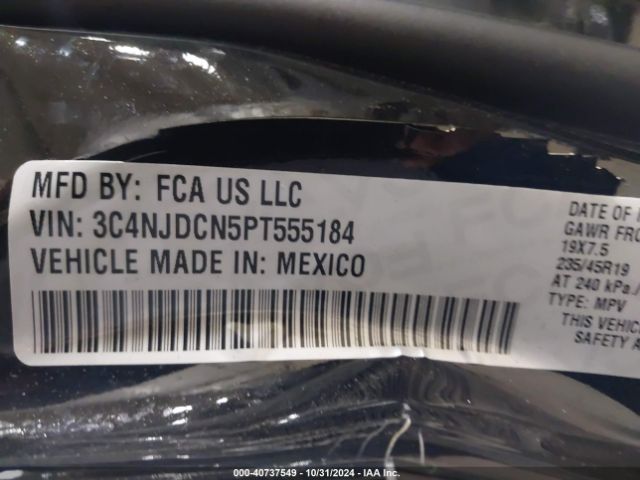 MFD BY: FCA US LLC
VIN: 3C4NJDCN5PT555184
VEHICLE MADE IN: MEXICO
DATE OF
GAWR FRO
19X7.5
235/45R19
AT 240 kPa./
TYPE: MPV
THIS VEHIC
SAFETY A
000-40737549 - 10/31/2024 - IAA Inc.